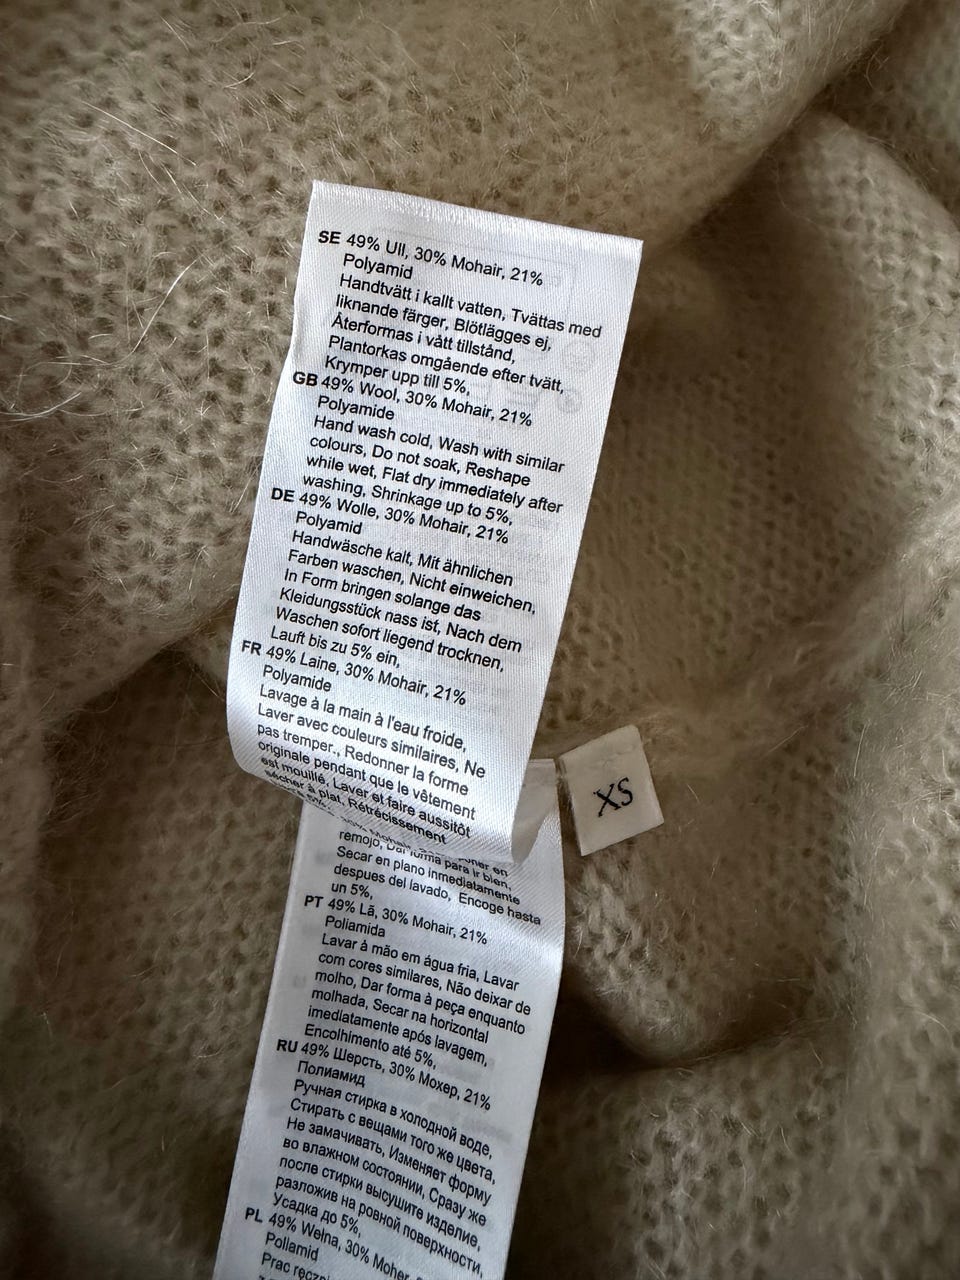 SE 49% Ull, 30% Mohair, 21%
Polyamid
Handtvätt i kallt vatten, Tvättas med
liknande färger, Blötlägges ej,
Återformas i vått tillstånd,
Plantorkas omgående efter tvätt,
Krymper upp till 5%,
GB 49% Wool, 30% Mohair, 21%
Polyamide
Hand wash cold, Wash with similar
colours, Do not soak, Reshape
while wet, Flat dry immediately after
washing, Shrinkage up to 5%,
DE 49% Wolle, 30% Mohair, 21%
Polyamid
Handwäsche kalt, Mit ähnlichen
Farben waschen, Nicht einweichen,
In Form bringen solange das
Kleidungsstück nass ist, Nach dem
Waschen sofort liegend trocknen,
Lauft bis zu 5% ein,
FR 49% Laine, 30% Mohair, 21%
Polyamide
Lavage à la main à l'eau froide,
Laver avec couleurs similaires, Ne
pas tremper., Redonner la forme
originale pendant que le vêtement
est mouillé, Laver et faire aussitôt
sécher à plat, Rétrécissement
XS
remojo, Dar forma para ir bien,
Secar en plano inmediatamente
despues del lavado, Encoge hasta
un 5%,
PT 49% Lã, 30% Mohair, 21%
Poliamida
Lavar à mão em água fria, Lavar
com cores similares, Não deixar de
molho, Dar forma à peça enquanto
molhada, Secar na horizontal
imediatamente após lavagem,
Encolhimento até 5%,
RU 49% Шерсть, 30% Мохер, 21%
Полиамид
Ручная стирка в холодной воде,
Стирать с вещами того же цвета,
Не замачивать, Изменяет форму
во влажном состоянии, Сразу же
после стирки высушите изделие,
разложив на ровной поверхности,
Усадка до 5%,
PL 49% Wełna, 30% Moher,
Poliamid
Prac